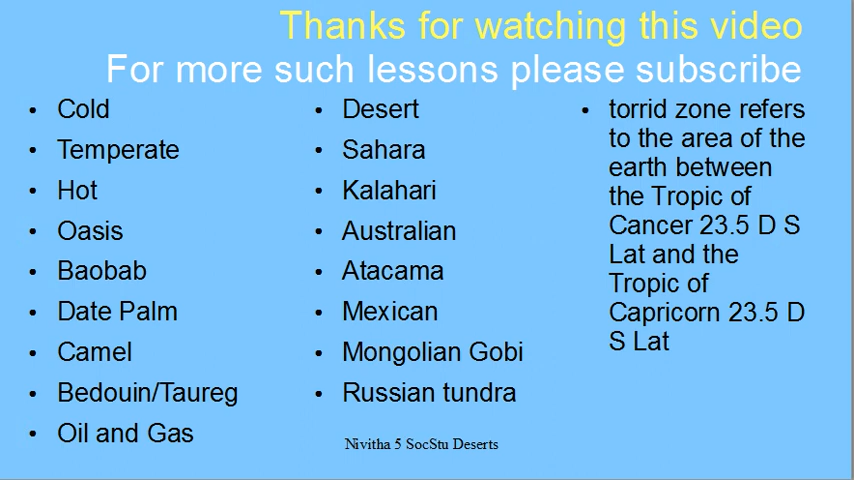 Thanks for watching this video
For more such lessons please subscribe
• Cold
• Temperate
• Hot
• Oasis
• Baobab
• Date Palm
• Camel
• Bedouin/Taureg
• Oil and Gas
• Desert
• Sahara
• Kalahari
• Australian
• Atacama
• Mexican
• Mongolian Gobi
• Russian tundra
• torrid zone refers
to the area of the
earth between
the Tropic of
Cancer 23.5 D S
Lat and the
Tropic of
Capricorn 23.5 D
S Lat
Nivitha 5 SocStu Deserts